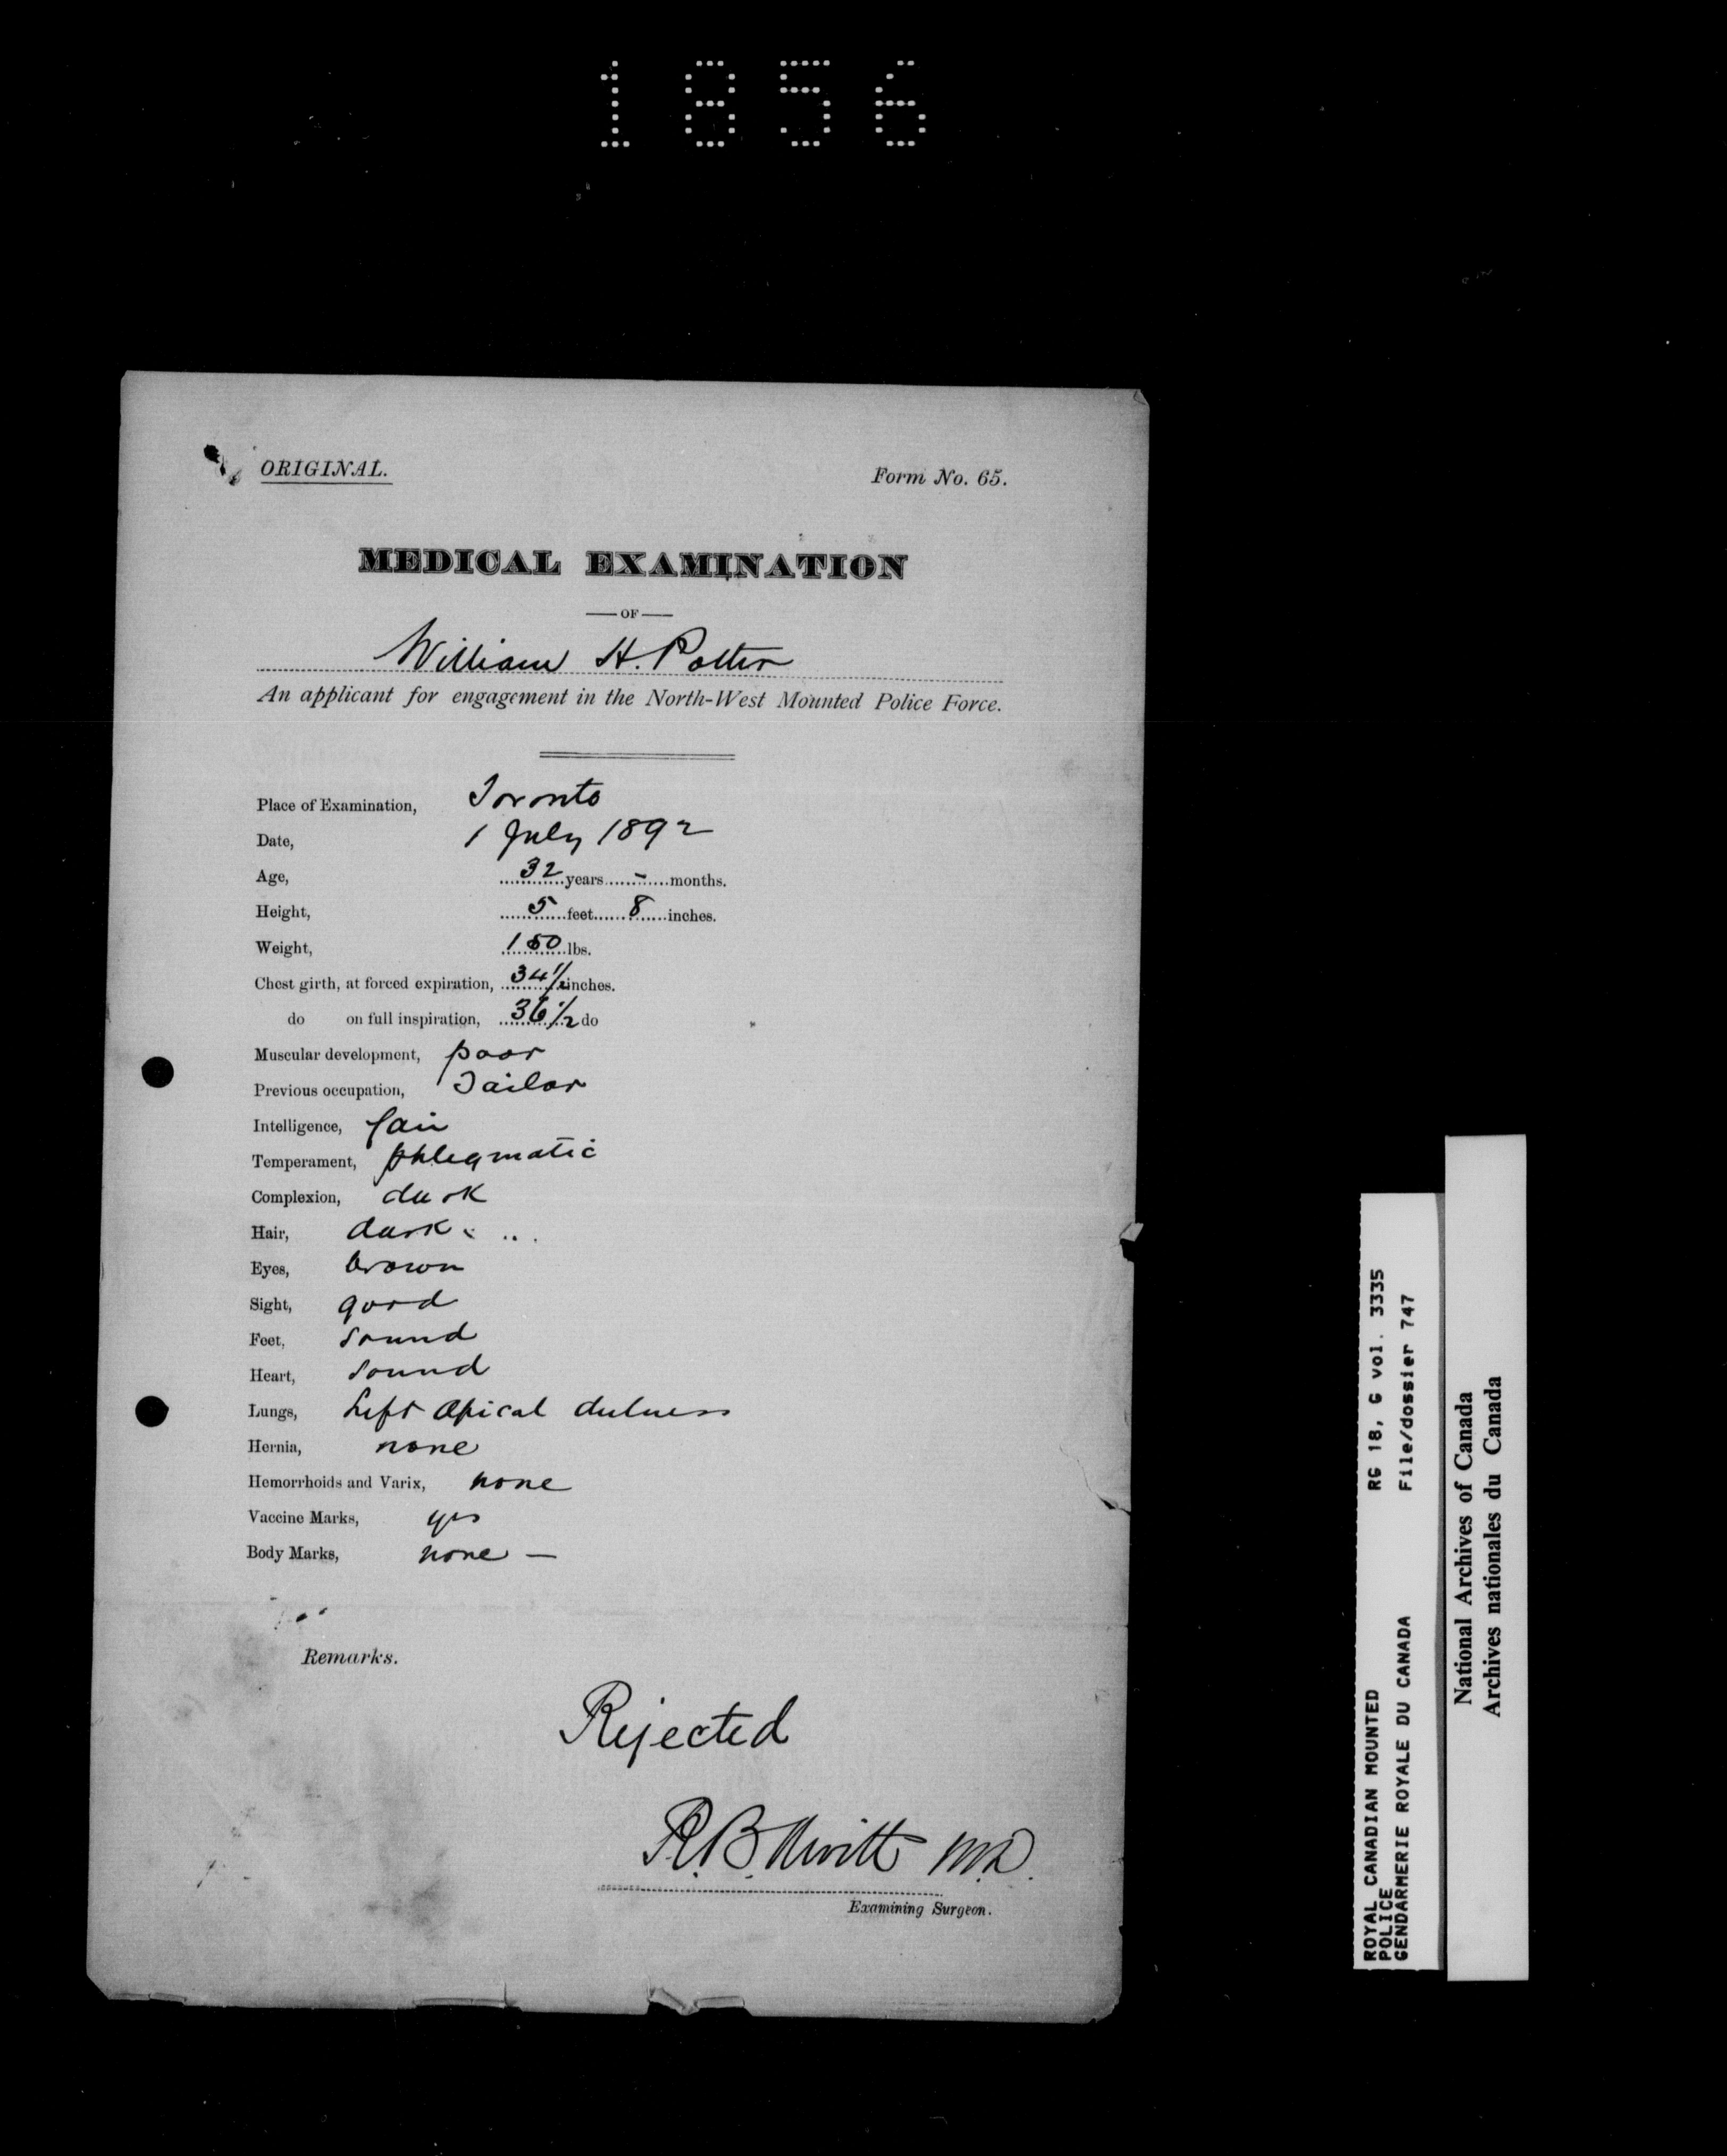 1856
ORIGINAL.
Form No. 65.
MEDICAL EXAMINATION
OF
William H. Potter
An applicant for engagement in the North-West Mounted Police Force.
Place of Examination, Toronto
Date, 1 July 1892
Age, 32 years - months.
Height, 5 feet 8 inches.
Weight, 150 lbs.
Chest girth, at forced expiration, 34 1/2 inches.
do on full inspiration, 36 1/2 do
Muscular development, poor
Previous occupation, Tailor
Intelligence, fair
Temperament, phlegmatic
Complexion, dark
Hair, dark
Eyes, brown
Sight, good
Feet, sound
Heart, sound
Lungs, Left Apical dulness
Hernia, none
Hemorrhoids and Varix, none
Vaccine Marks, yes
Body Marks, none —
Remarks.
Rejected
R. B. Nevitt M.D.
Examining Surgeon.
ROYAL CANADIAN MOUNTED RG 18, G vol. 3335
POLICE
GENDARMERIE ROYALE DU CANADA File/dossier 747
National Archives of Canada
Archives nationales du Canada